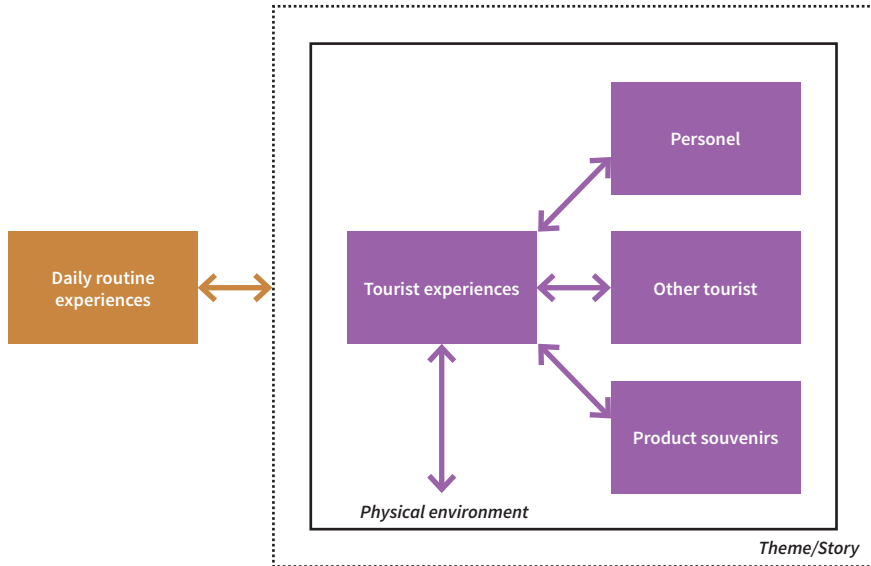 Personel
Daily routine
experiences
Tourist experiences
Other tourist
Product souvenirs
Physical environment
Theme/Story